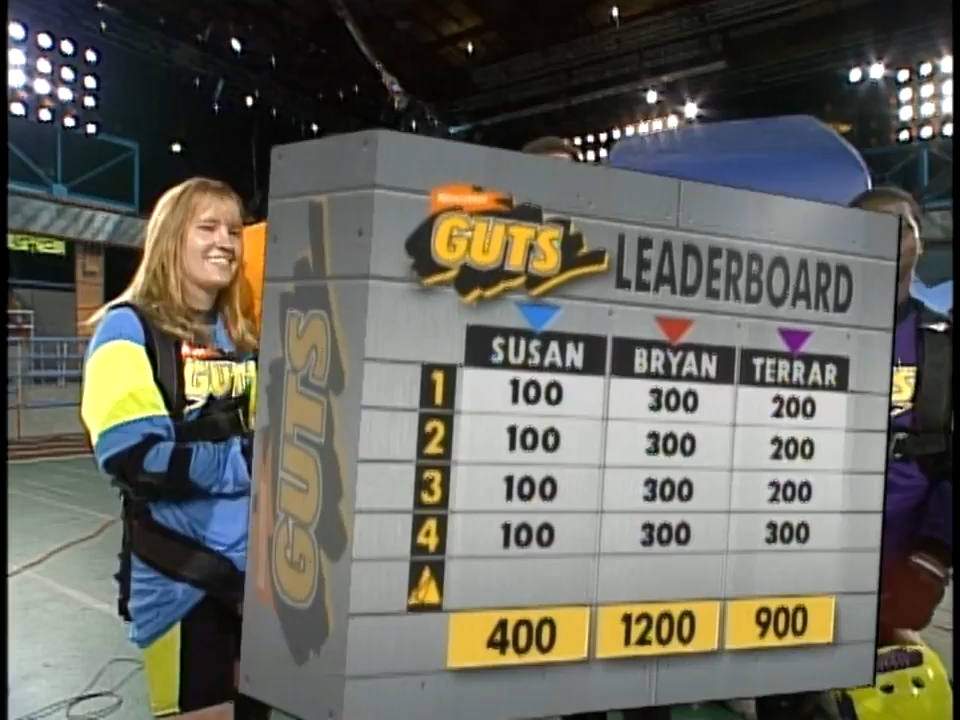 GUTS
LEADERBOARD
SUSAN BRYAN TERRAR
1 100 300 200
2 100 300 200
3 100 300 200
4 100 300 300
400 1200 900
GUTS
GUTS